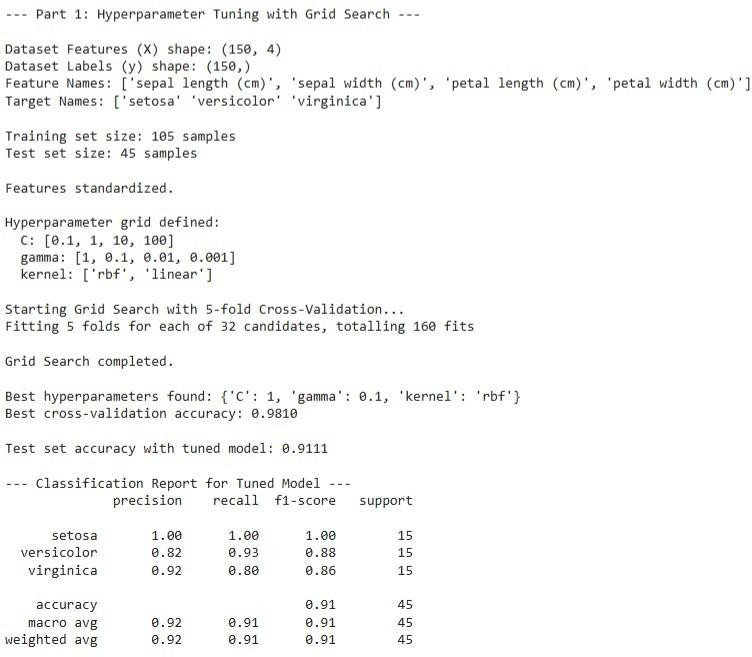 --- Part 1: Hyperparameter Tuning with Grid Search ---
Dataset Features (X) shape: (150, 4)
Dataset Labels (y) shape: (150,)
Feature Names: ['sepal length (cm)', 'sepal width (cm)', 'petal length (cm)', 'petal width (cm)']
Target Names: ['setosa' 'versicolor' 'virginica']
Training set size: 105 samples
Test set size: 45 samples
Features standardized.
Hyperparameter grid defined:
  C: [0.1, 1, 10, 100]
  gamma: [1, 0.1, 0.01, 0.001]
  kernel: ['rbf', 'linear']
Starting Grid Search with 5-fold Cross-Validation...
Fitting 5 folds for each of 32 candidates, totalling 160 fits
Grid Search completed.
Best hyperparameters found: {'C': 1, 'gamma': 0.1, 'kernel': 'rbf'}
Best cross-validation accuracy: 0.9810
Test set accuracy with tuned model: 0.9111
--- Classification Report for Tuned Model ---
              precision    recall  f1-score   support
      setosa       1.00      1.00      1.00        15
  versicolor       0.82      0.93      0.88        15
   virginica       0.92      0.80      0.86        15
    accuracy                           0.91        45
   macro avg       0.92      0.91      0.91        45
weighted avg       0.92      0.91      0.91        45